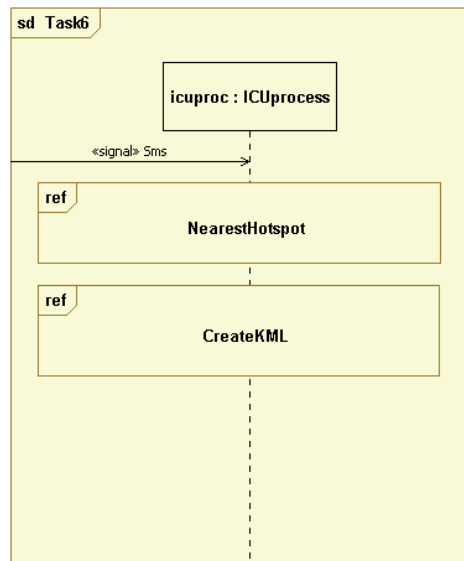 sd Task6
icuproc : ICUprocess
«signal» Sms
ref
NearestHotspot
ref
CreateKML